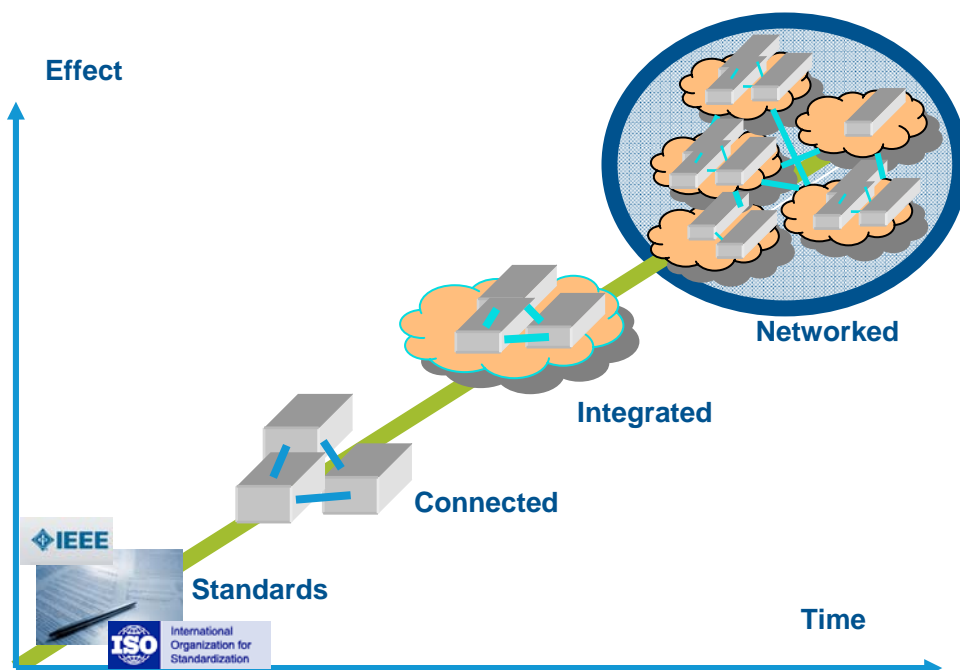 Effect
Networked
Integrated
Connected
IEEE
Standards
ISO
International
Organization for
Standardization
Time